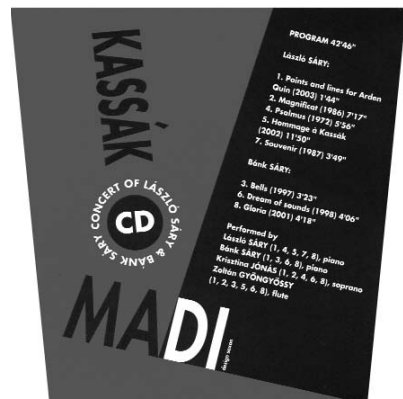 KASSÁK
CONCERT OF LÁSZLÓ SÁRY & BÁNK SÁRY
CD
MADI
design saxon
PROGRAM 42'46"
László SÁRY:
1. Points and lines for Arden
Quin (2003) 1'44"
2. Magnificat (1986) 7'17"
4. Psalmus (1972) 5'56"
5. Hommage á Kassák
(2002) 11'50"
7. Souvenir (1987) 3'49"
Bánk SÁRY:
3. Bells (1997) 3'23"
6. Dream of sounds (1998) 4'06"
8. Gloria (2001) 4'18"
Performed by
László SÁRY (1, 4, 5, 7, 8), piano
Bánk SÁRY (1, 3, 6, 8), piano
Krisztina JÓNÁS (1, 2, 4, 6, 8), soprano
Zoltán GYÖNGYÖSSY
(1, 2, 3, 5, 6, 8), flute